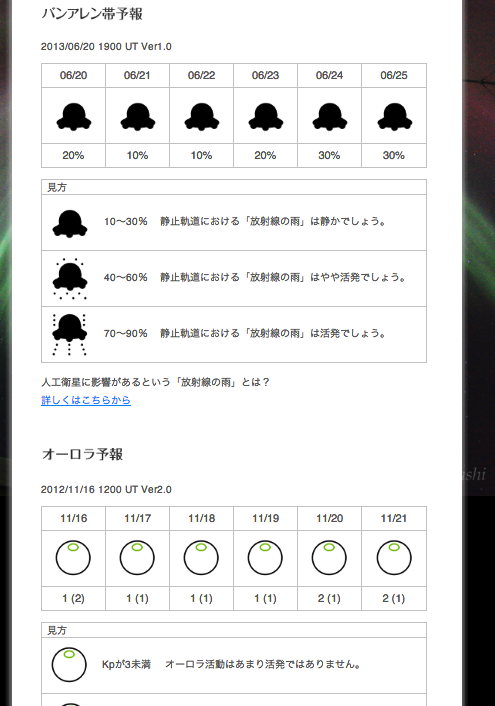 バンアレン帯予報
2013/06/20 1900 UT Ver1.0
06/20 06/21 06/22 06/23 06/24 06/25
20% 10% 10% 20% 30% 30%
見方
10〜30% 静止軌道における「放射線の雨」は静かでしょう。
40〜60% 静止軌道における「放射線の雨」はやや活発でしょう。
70〜90% 静止軌道における「放射線の雨」は活発でしょう。
人工衛星に影響があるという「放射線の雨」とは？
詳しくはこちらから
オーロラ予報
2012/11/16 1200 UT Ver2.0
11/16 11/17 11/18 11/19 11/20 11/21
1 (2) 1 (1) 1 (1) 1 (1) 2 (1) 2 (1)
見方
Kpが3未満 オーロラ活動はあまり活発ではありません。